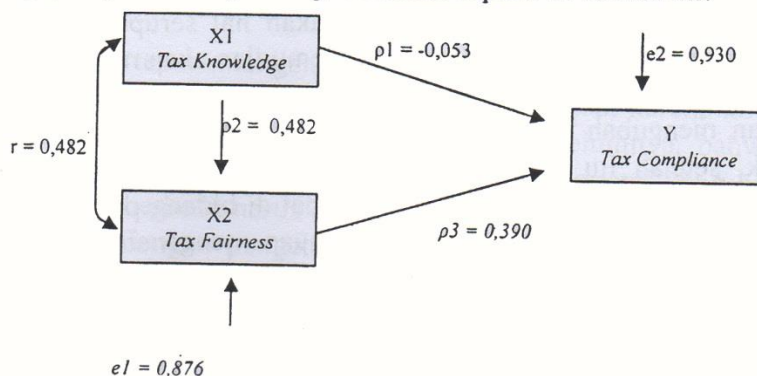 X1
Tax Knowledge
ρ1 = -0,053
e2 = 0,930
r = 0,482
ρ2 = 0,482
Y
Tax Compliance
X2
Tax Fairness
ρ3 = 0,390
e1 = 0,876